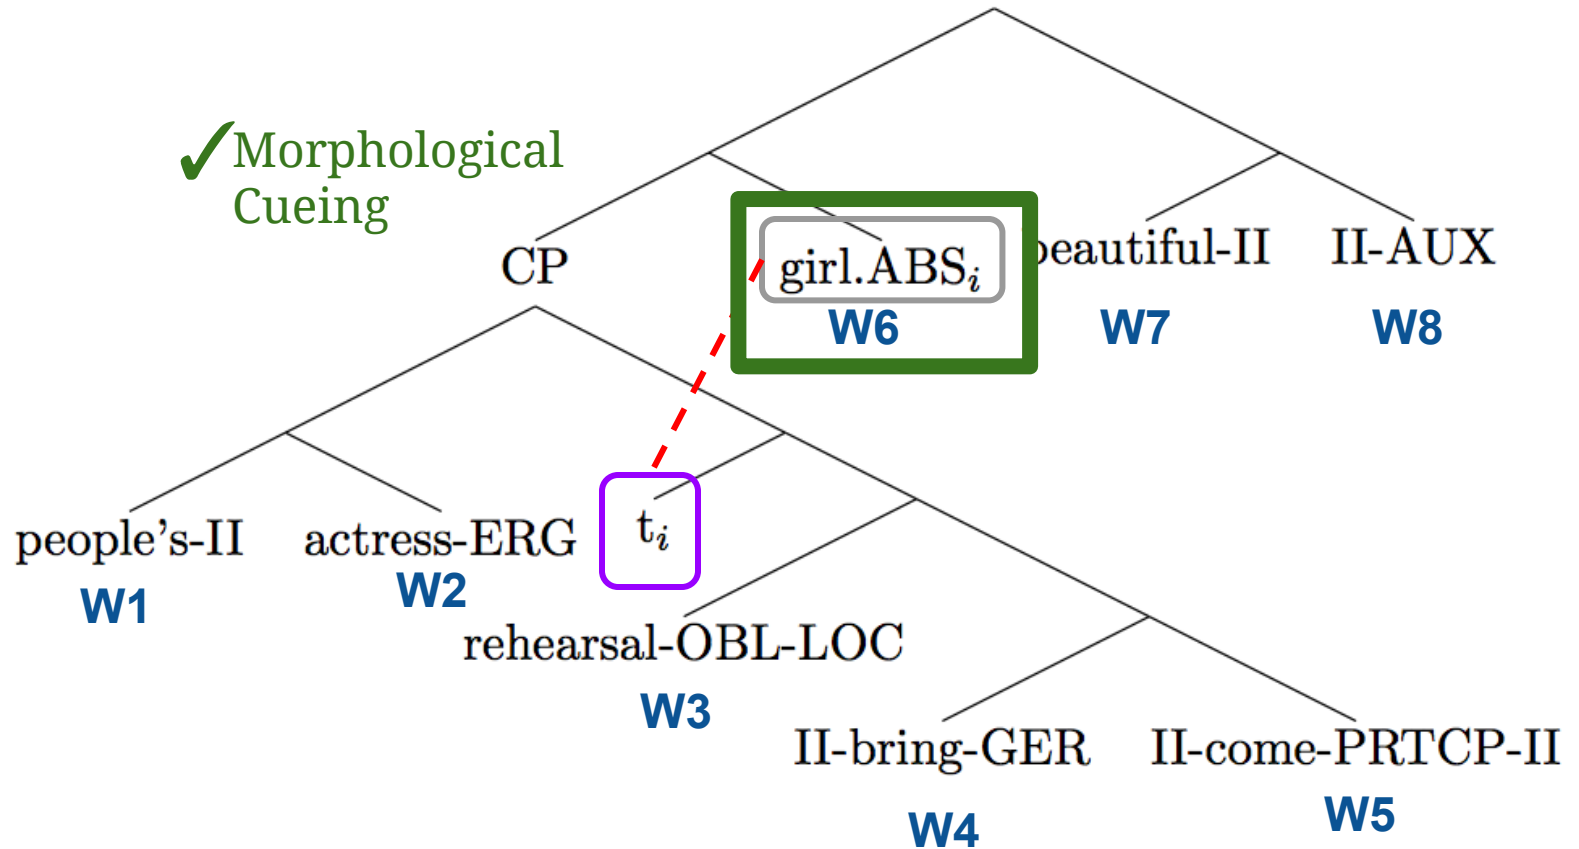 ✓Morphological
Cueing
CP
girl.ABSᵢ
beautiful-II
II-AUX
W6
W7
W8
people's-II
actress-ERG
tᵢ
W1
W2
rehearsal-OBL-LOC
W3
II-bring-GER
II-come-PRTCP-II
W4
W5